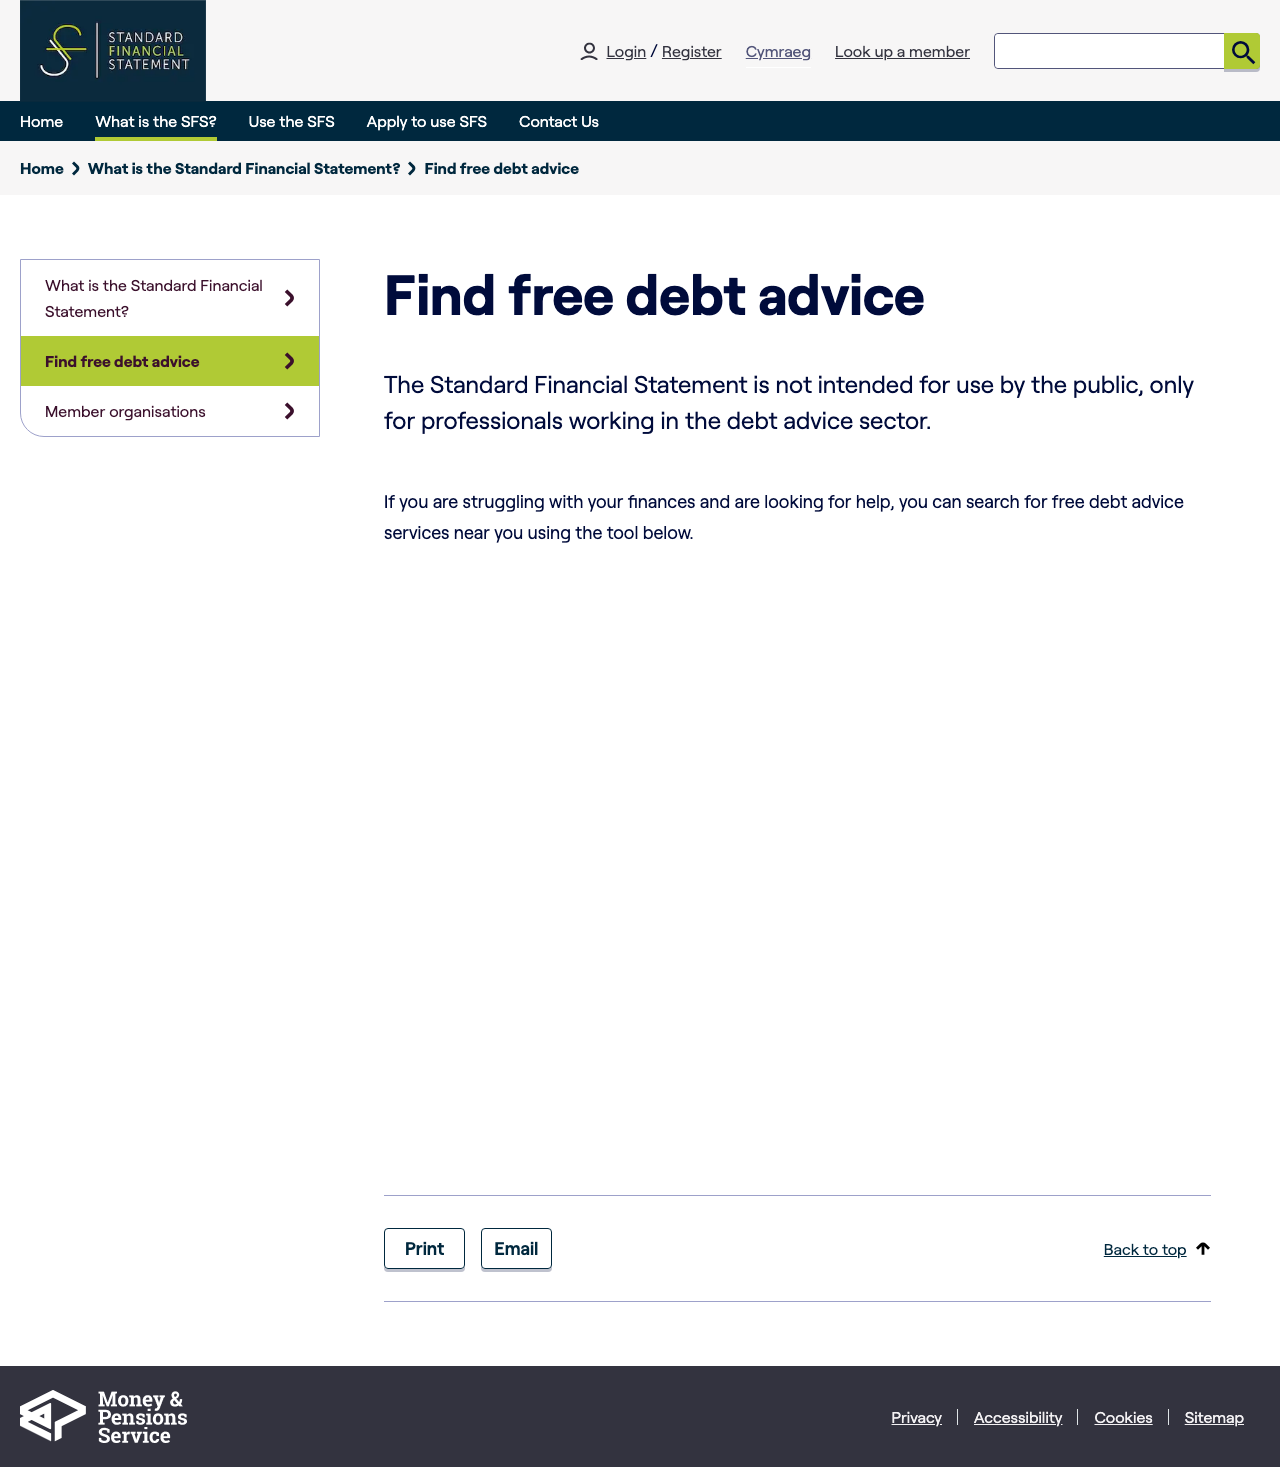 STANDARD
FINANCIAL
STATEMENT
Login / Register
Cymraeg
Look up a member
Home
What is the SFS?
Use the SFS
Apply to use SFS
Contact Us
Home
What is the Standard Financial Statement?
Find free debt advice
What is the Standard Financial
Statement?
Find free debt advice
Member organisations
Find free debt advice
The Standard Financial Statement is not intended for use by the public, only
for professionals working in the debt advice sector.
If you are struggling with your finances and are looking for help, you can search for free debt advice
services near you using the tool below.
Print
Email
Back to top
Money &
Pensions
Service
Privacy
Accessibility
Cookies
Sitemap